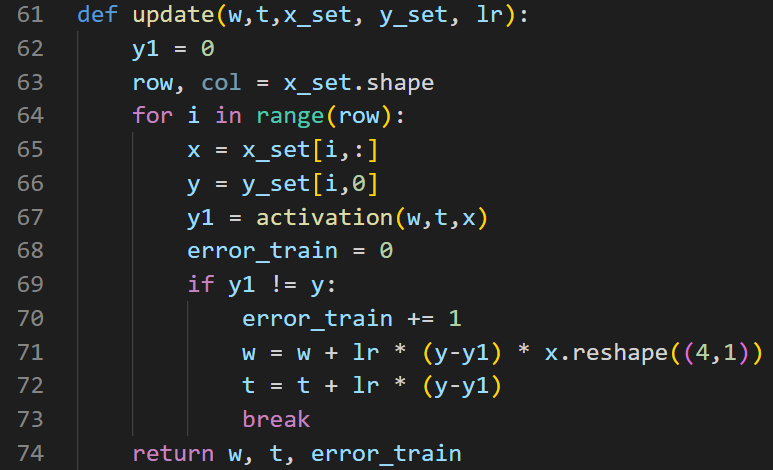 61 def update(w,t,x_set, y_set, lr):
62     y1 = 0
63     row, col = x_set.shape
64     for i in range(row):
65         x = x_set[i,:]
66         y = y_set[i,0]
67         y1 = activation(w,t,x)
68         error_train = 0
69         if y1 != y:
70             error_train += 1
71             w = w + lr * (y-y1) * x.reshape((4,1))
72             t = t + lr * (y-y1)
73             break
74     return w, t, error_train